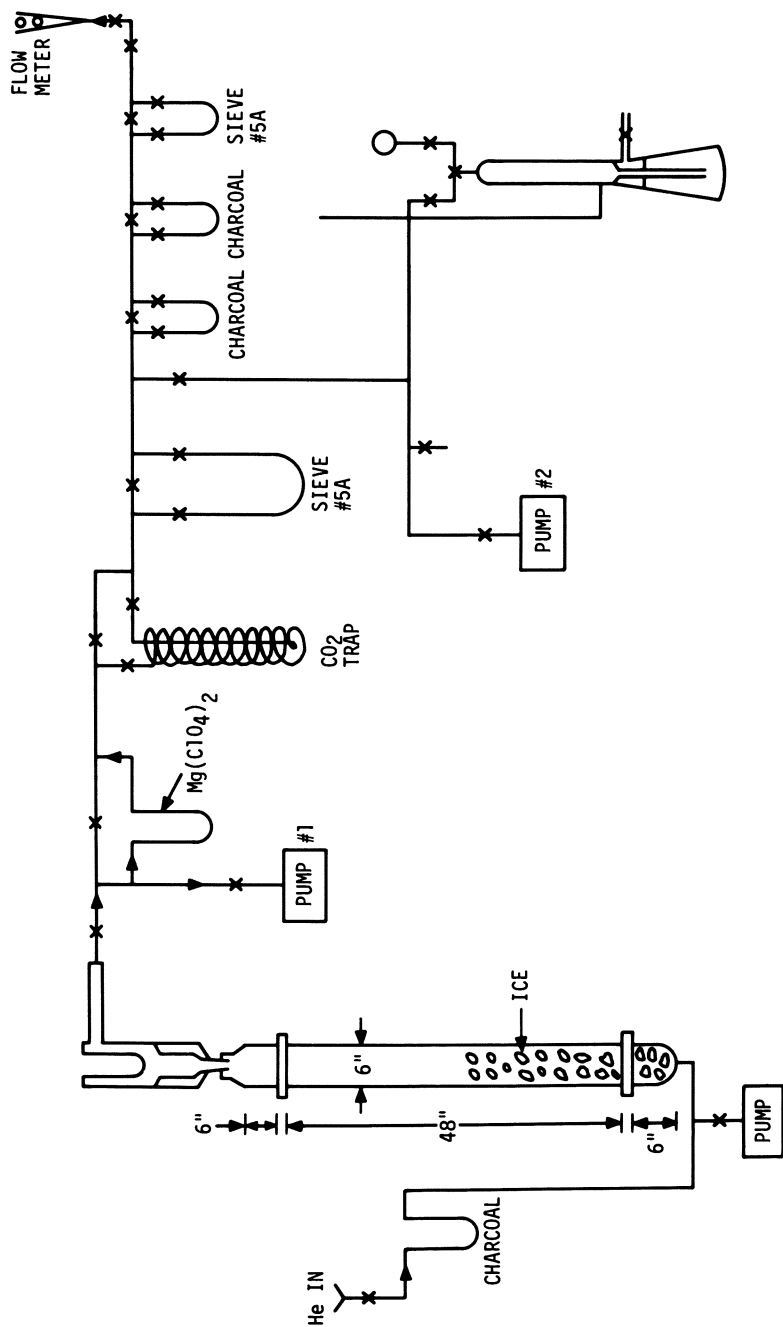 FLOW
METER
SIEVE
#5A
CHARCOAL
CHARCOAL
SIEVE
#5A
PUMP #2
CO2
TRAP
Mg(ClO4)2
PUMP #1
ICE
6"
6"
48"
6"
He IN
CHARCOAL
PUMP